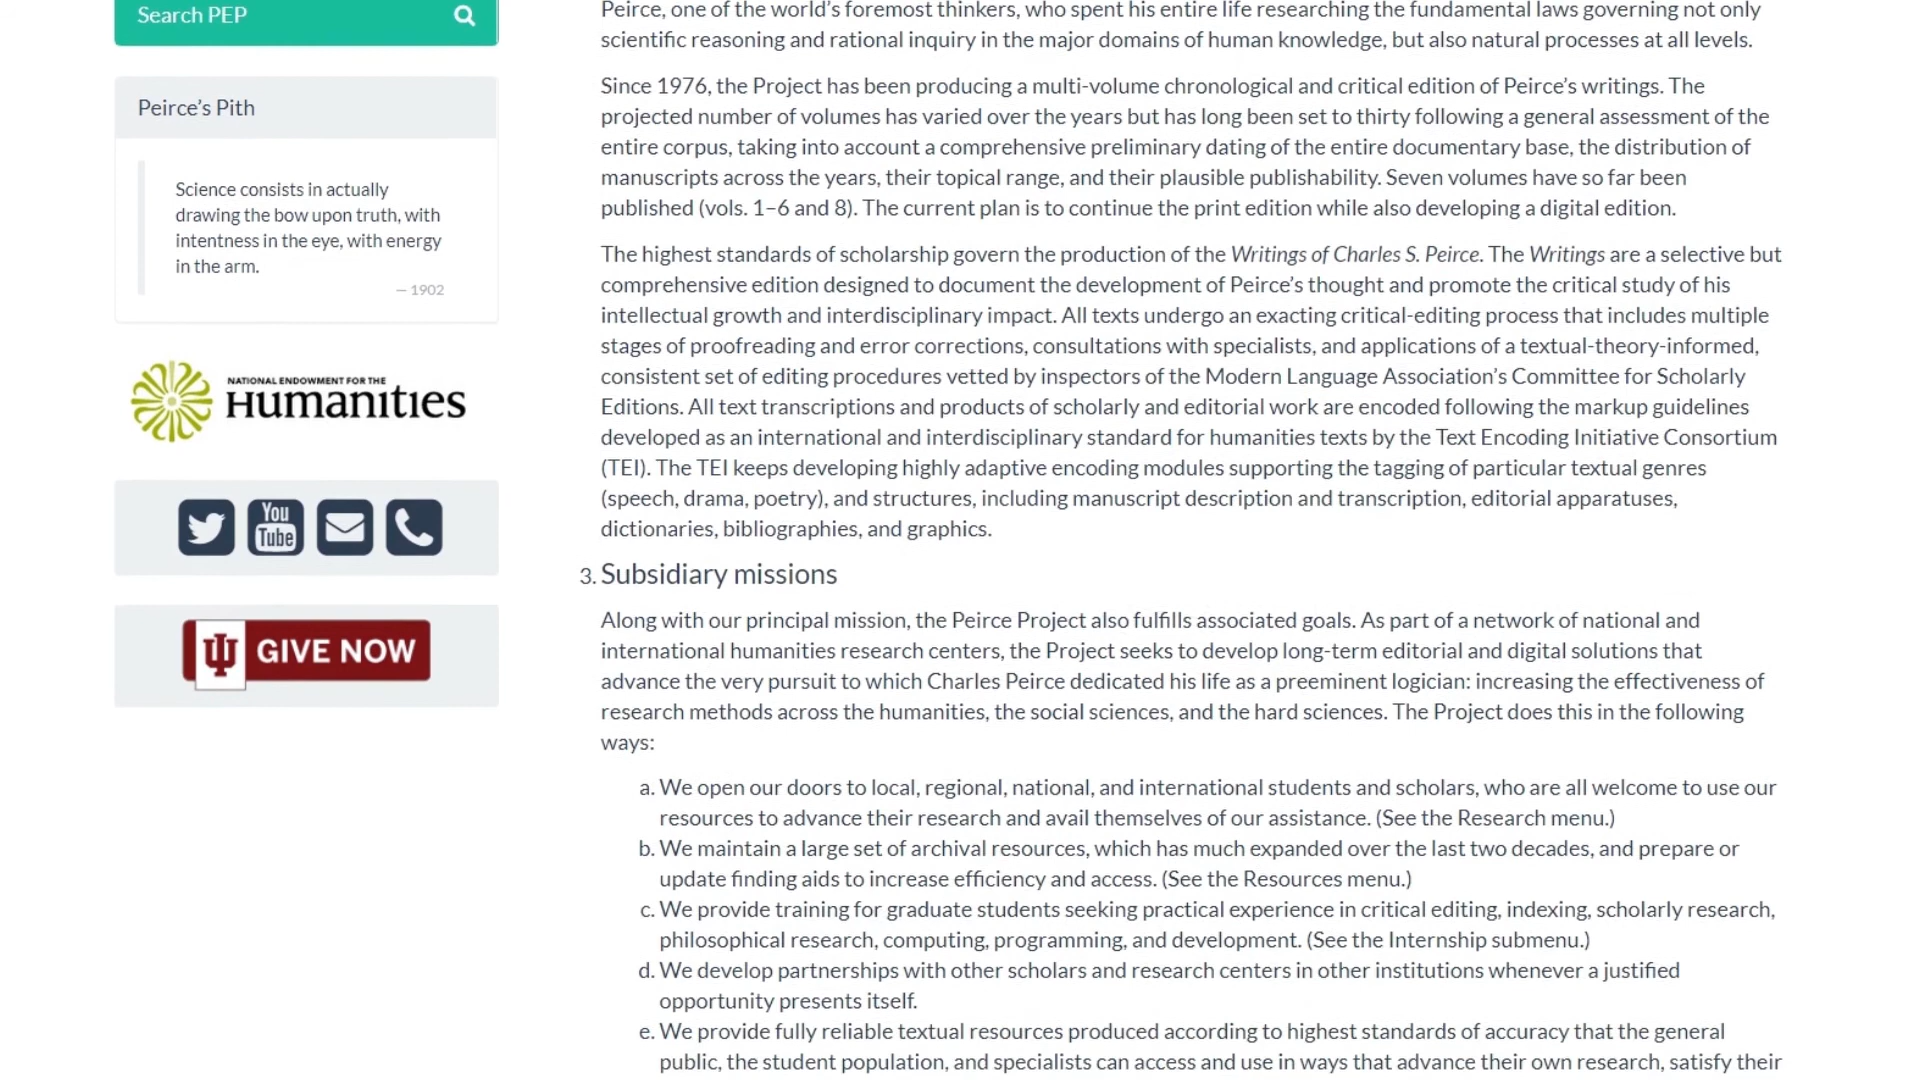 Search PEP
Peirce’s Pith
Science consists in actually
drawing the bow upon truth, with
intentness in the eye, with energy
in the arm.
— 1902
NATIONAL ENDOWMENT FOR THE
Humanities
You
Tube
GIVE NOW
Peirce, one of the world’s foremost thinkers, who spent his entire life researching the fundamental laws governing not only
scientific reasoning and rational inquiry in the major domains of human knowledge, but also natural processes at all levels.
Since 1976, the Project has been producing a multi-volume chronological and critical edition of Peirce’s writings. The
projected number of volumes has varied over the years but has long been set to thirty following a general assessment of the
entire corpus, taking into account a comprehensive preliminary dating of the entire documentary base, the distribution of
manuscripts across the years, their topical range, and their plausible publishability. Seven volumes have so far been
published (vols. 1–6 and 8). The current plan is to continue the print edition while also developing a digital edition.
The highest standards of scholarship govern the production of the Writings of Charles S. Peirce. The Writings are a selective but
comprehensive edition designed to document the development of Peirce’s thought and promote the critical study of his
intellectual growth and interdisciplinary impact. All texts undergo an exacting critical-editing process that includes multiple
stages of proofreading and error corrections, consultations with specialists, and applications of a textual-theory-informed,
consistent set of editing procedures vetted by inspectors of the Modern Language Association’s Committee for Scholarly
Editions. All text transcriptions and products of scholarly and editorial work are encoded following the markup guidelines
developed as an international and interdisciplinary standard for humanities texts by the Text Encoding Initiative Consortium
(TEI). The TEI keeps developing highly adaptive encoding modules supporting the tagging of particular textual genres
(speech, drama, poetry), and structures, including manuscript description and transcription, editorial apparatuses,
dictionaries, bibliographies, and graphics.
3. Subsidiary missions
Along with our principal mission, the Peirce Project also fulfills associated goals. As part of a network of national and
international humanities research centers, the Project seeks to develop long-term editorial and digital solutions that
advance the very pursuit to which Charles Peirce dedicated his life as a preeminent logician: increasing the effectiveness of
research methods across the humanities, the social sciences, and the hard sciences. The Project does this in the following
ways:
a. We open our doors to local, regional, national, and international students and scholars, who are all welcome to use our
resources to advance their research and avail themselves of our assistance. (See the Research menu.)
b. We maintain a large set of archival resources, which has much expanded over the last two decades, and prepare or
update finding aids to increase efficiency and access. (See the Resources menu.)
c. We provide training for graduate students seeking practical experience in critical editing, indexing, scholarly research,
philosophical research, computing, programming, and development. (See the Internship submenu.)
d. We develop partnerships with other scholars and research centers in other institutions whenever a justified
opportunity presents itself.
e. We provide fully reliable textual resources produced according to highest standards of accuracy that the general
public, the student population, and specialists can access and use in ways that advance their own research, satisfy their